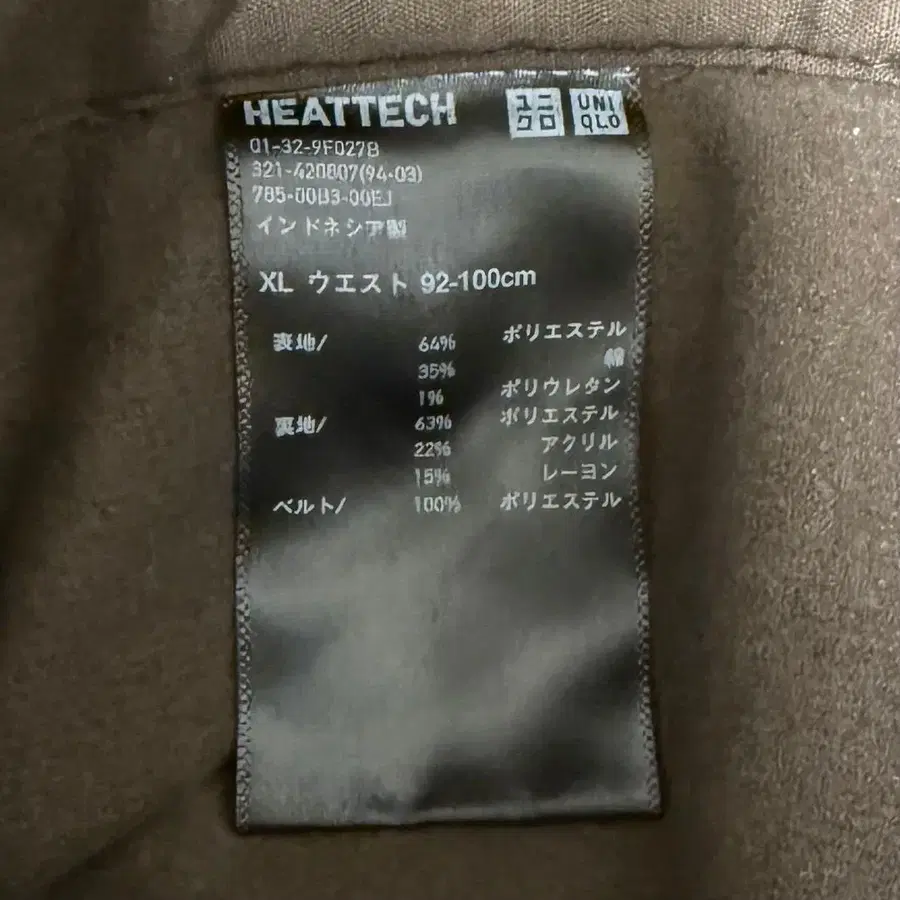 HEATTECH ユニクロ UNIQLO
01-32-9F027B
321-420807(94-03)
785-00B3-00EJ
インドネシア製
XL ウエスト 92-100cm
表地/ 64% ポリエステル
35% 綿
1% ポリウレタン
裏地/ 63% ポリエステル
22% アクリル
15% レーヨン
ベルト/ 100% ポリエステル